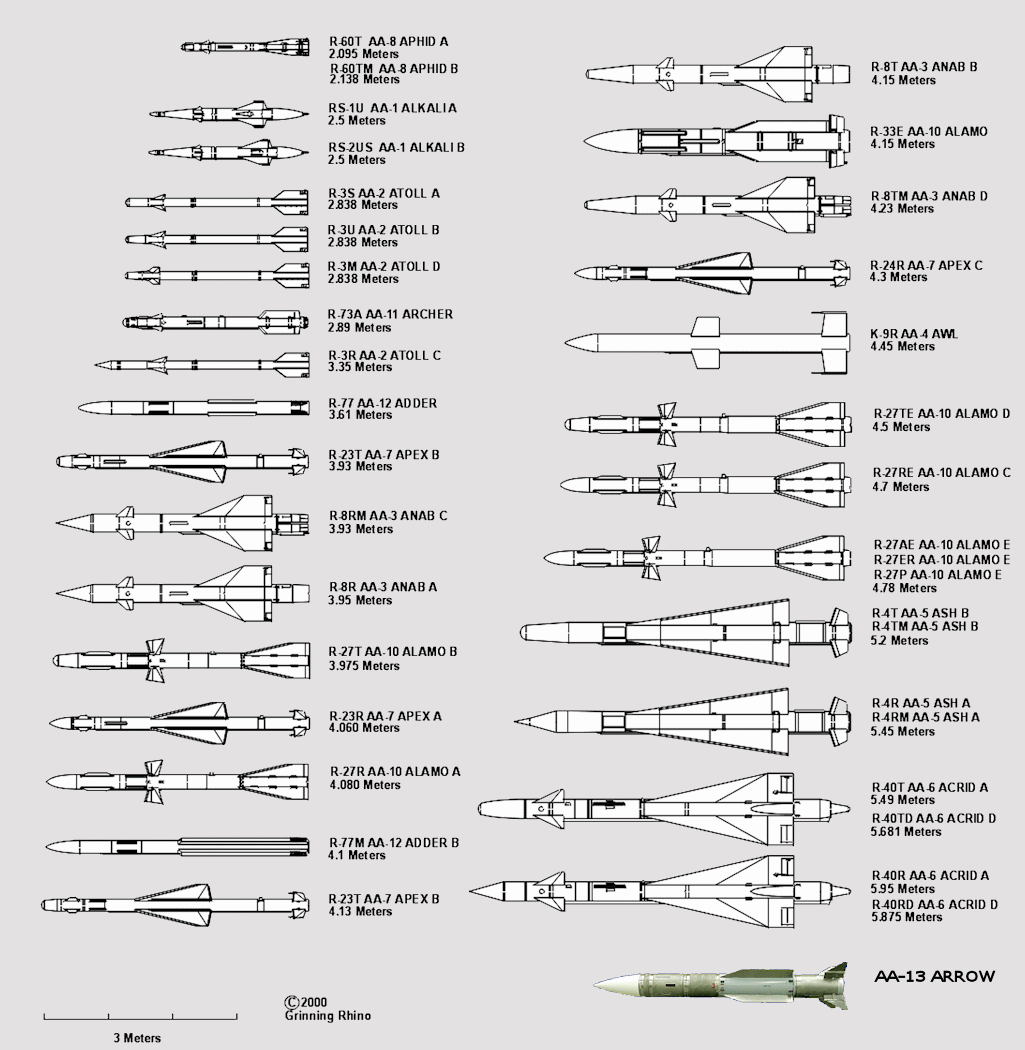 R-60T AA-8 APHID A
2.095 Meters
R-60TM AA-8 APHID B
2.138 Meters
RS-1U AA-1 ALKALI A
2.5 Meters
RS-2US AA-1 ALKALI B
2.5 Meters
R-3S AA-2 ATOLL A
2.838 Meters
R-3U AA-2 ATOLL B
2.838 Meters
R-3M AA-2 ATOLL D
2.838 Meters
R-73A AA-11 ARCHER
2.89 Meters
R-3R AA-2 ATOLL C
3.35 Meters
R-77 AA-12 ADDER
3.61 Meters
R-23T AA-7 APEX B
3.93 Meters
R-8RM AA-3 ANAB C
3.93 Meters
R-8R AA-3 ANAB A
3.95 Meters
R-27T AA-10 ALAMO B
3.975 Meters
R-23R AA-7 APEX A
4.060 Meters
R-27R AA-10 ALAMO A
4.080 Meters
R-77M AA-12 ADDER B
4.1 Meters
R-23T AA-7 APEX B
4.13 Meters
R-8T AA-3 ANAB B
4.15 Meters
R-33E AA-10 ALAMO
4.15 Meters
R-8TM AA-3 ANAB D
4.23 Meters
R-24R AA-7 APEX C
4.3 Meters
K-9R AA-4 AWL
4.45 Meters
R-27TE AA-10 ALAMO D
4.5 Meters
R-27RE AA-10 ALAMO C
4.7 Meters
R-27AE AA-10 ALAMO E
R-27ER AA-10 ALAMO E
R-27P AA-10 ALAMO E
4.78 Meters
R-4T AA-5 ASH B
R-4TM AA-5 ASH B
5.2 Meters
R-4R AA-5 ASH A
R-4RM AA-5 ASH A
5.45 Meters
R-40T AA-6 ACRID A
5.49 Meters
R-40TD AA-6 ACRID D
5.681 Meters
R-40R AA-6 ACRID A
5.95 Meters
R-40RD AA-6 ACRID D
5.875 Meters
AA-13 ARROW
©2000
Grinning Rhino
3 Meters